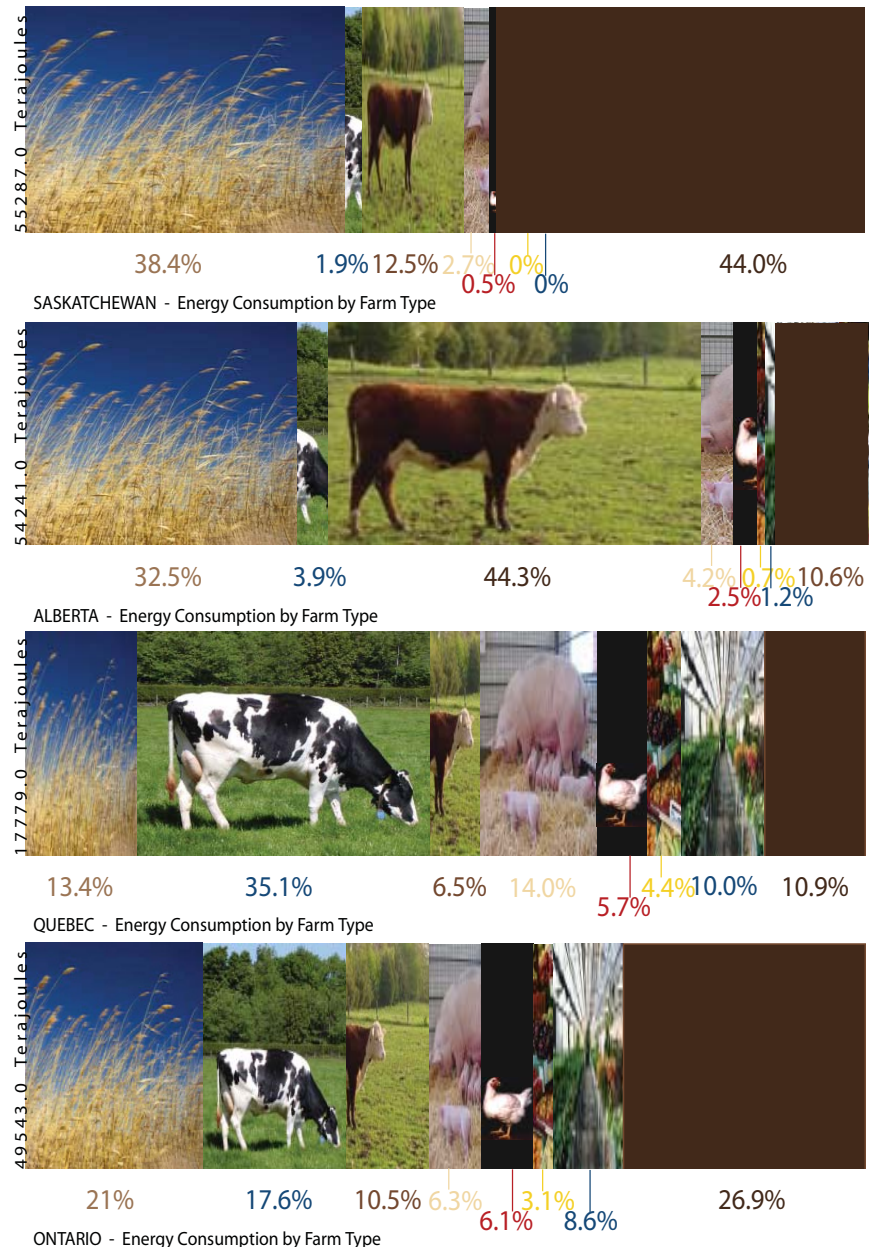 55287.0 Terajoules
38.4% 1.9% 12.5% 2.7% 0% 44.0%
0.5% 0%
SASKATCHEWAN - Energy Consumption by Farm Type
54241.0 Terajoules
32.5% 3.9% 44.3% 4.2% 0.7% 10.6%
2.5% 1.2%
ALBERTA - Energy Consumption by Farm Type
17779.0 Terajoules
13.4% 35.1% 6.5% 14.0% 4.4% 10.0% 10.9%
5.7%
QUEBEC - Energy Consumption by Farm Type
49543.0 Terajoules
21% 17.6% 10.5% 6.3% 3.1% 26.9%
6.1% 8.6%
ONTARIO - Energy Consumption by Farm Type